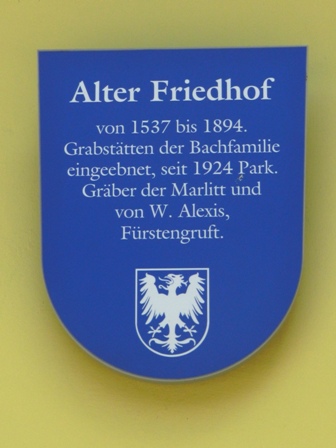 Alter Friedhof
von 1537 bis 1894.
Grabstätten der Bachfamilie
eingeebnet, seit 1924 Park.
Gräber der Marlitt und
von W. Alexis,
Fürstengruft.